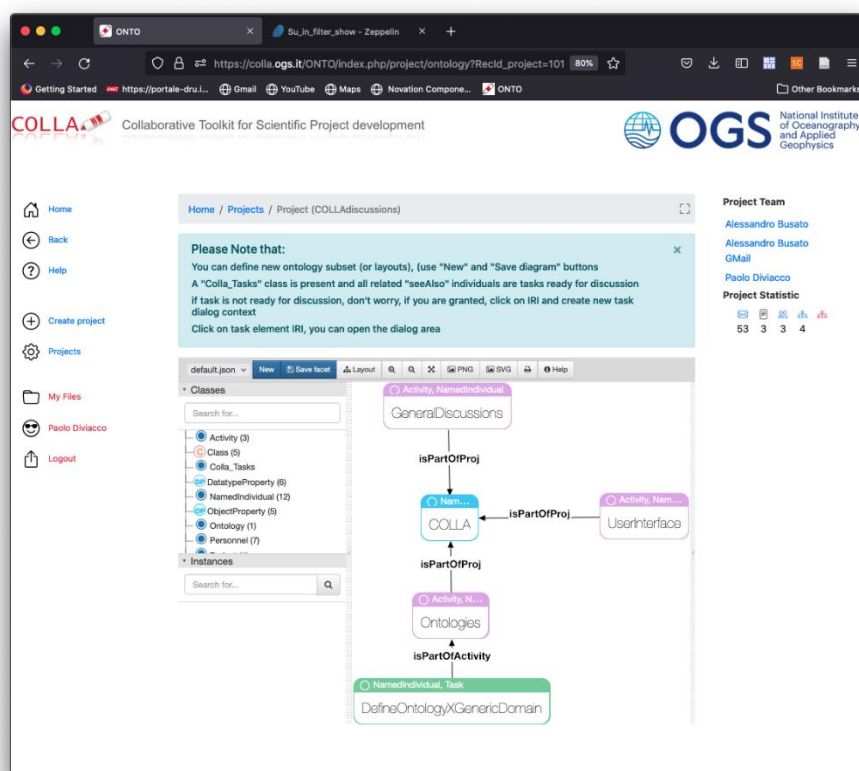 ONTO
Su_in_filter_show - Zeppelin
https://colla.ogs.it/ONTO/index.php/project/ontology?RecId_project=101 80%
Getting Started https://portale-dru.i... Gmail YouTube Maps Novation Compone... ONTO Other Bookmarks
COLLA Collaborative Toolkit for Scientific Project development
OGS National Institute
of Oceanography
and Applied
Geophysics
Home
Back
Help
Create project
Projects
My Files
Paolo Diviacco
Logout
Home / Projects / Project (COLLAdiscussions)
Please Note that:
You can define new ontology subset (or layouts), (use "New" and "Save diagram" buttons
A "Colla_Tasks" class is present and all related "seeAlso" individuals are tasks ready for discussion
if task is not ready for discussion, don't worry, if you are granted, click on IRI and create new task
dialog context
Click on task element IRI, you can open the dialog area
default.json New Save facet Layout PNG SVG Help
Classes
Search for...
Activity (3)
C Class (5)
Colla_Tasks
DP DatatypeProperty (6)
NamedIndividual (12)
OP ObjectProperty (5)
Ontology (1)
Personnel (7)
Instances
Search for...
Activity, NamedIndividual
GeneralDiscussions
isPartOfProj
Nam...
COLLA
isPartOfProj
Activity, Nam...
UserInterface
isPartOfProj
Activity, N...
Ontologies
isPartOfActivity
NamedIndividual, Task
DefineOntologyXGenericDomain
Project Team
Alessandro Busato
Alessandro Busato
GMail
Paolo Diviacco
Project Statistic
53 3 3 4